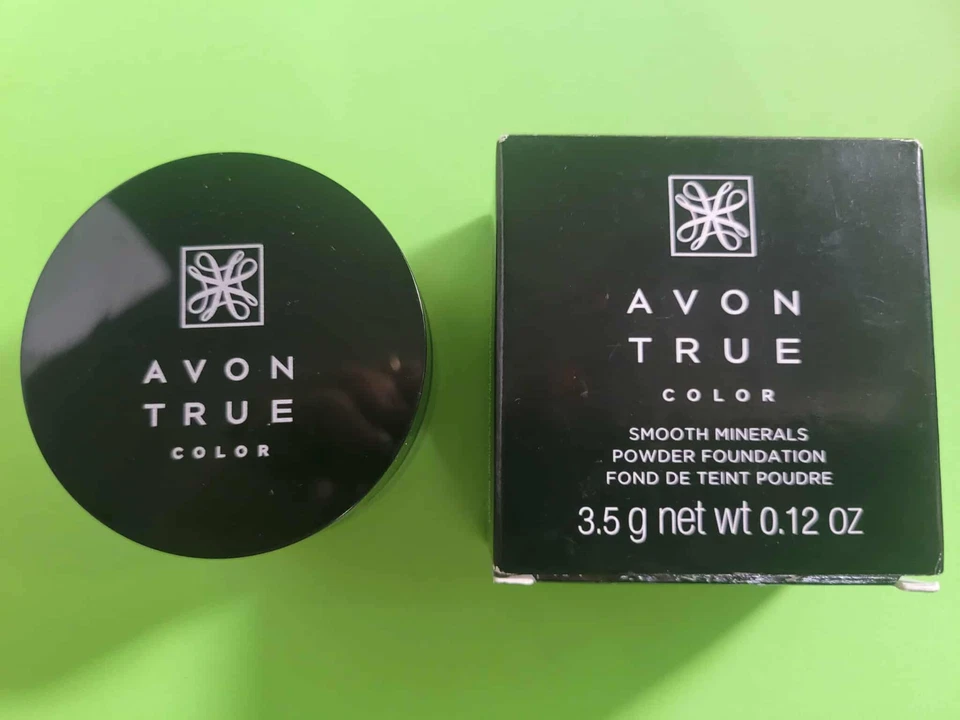 AVON
TRUE
COLOR
AVON
TRUE
COLOR
SMOOTH MINERALS
POWDER FOUNDATION
FOND DE TEINT POUDRE
3.5 g net wt 0.12 oz